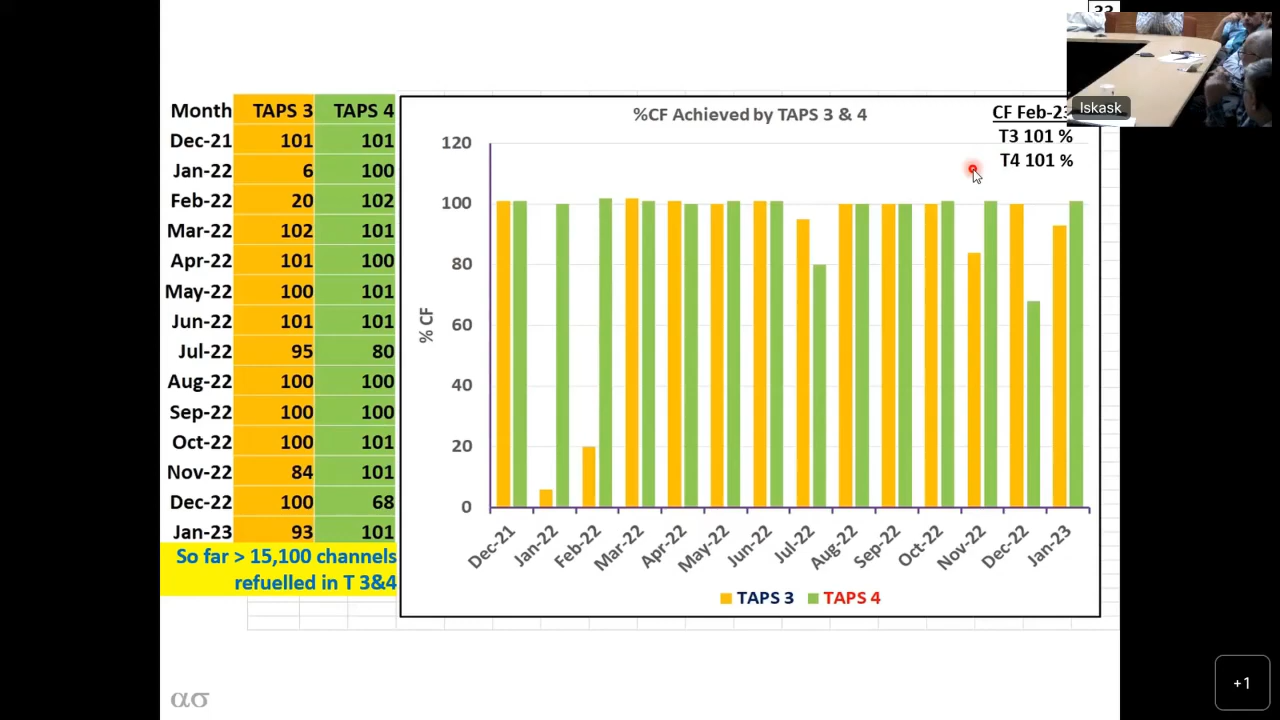 33
Iskask
Month TAPS 3 TAPS 4
Dec-21 101 101
Jan-22 6 100
Feb-22 20 102
Mar-22 102 101
Apr-22 101 100
May-22 100 101
Jun-22 101 101
Jul-22 95 80
Aug-22 100 100
Sep-22 100 100
Oct-22 100 101
Nov-22 84 101
Dec-22 100 68
Jan-23 93 101
So far > 15,100 channels
refuelled in T 3&4
%CF Achieved by TAPS 3 & 4
CF Feb-23
T3 101 %
T4 101 %
% CF
120
100
80
60
40
20
0
Dec-21 Jan-22 Feb-22 Mar-22 Apr-22 May-22 Jun-22 Jul-22 Aug-22 Sep-22 Oct-22 Nov-22 Dec-22 Jan-23
TAPS 3 TAPS 4
ασ
+1